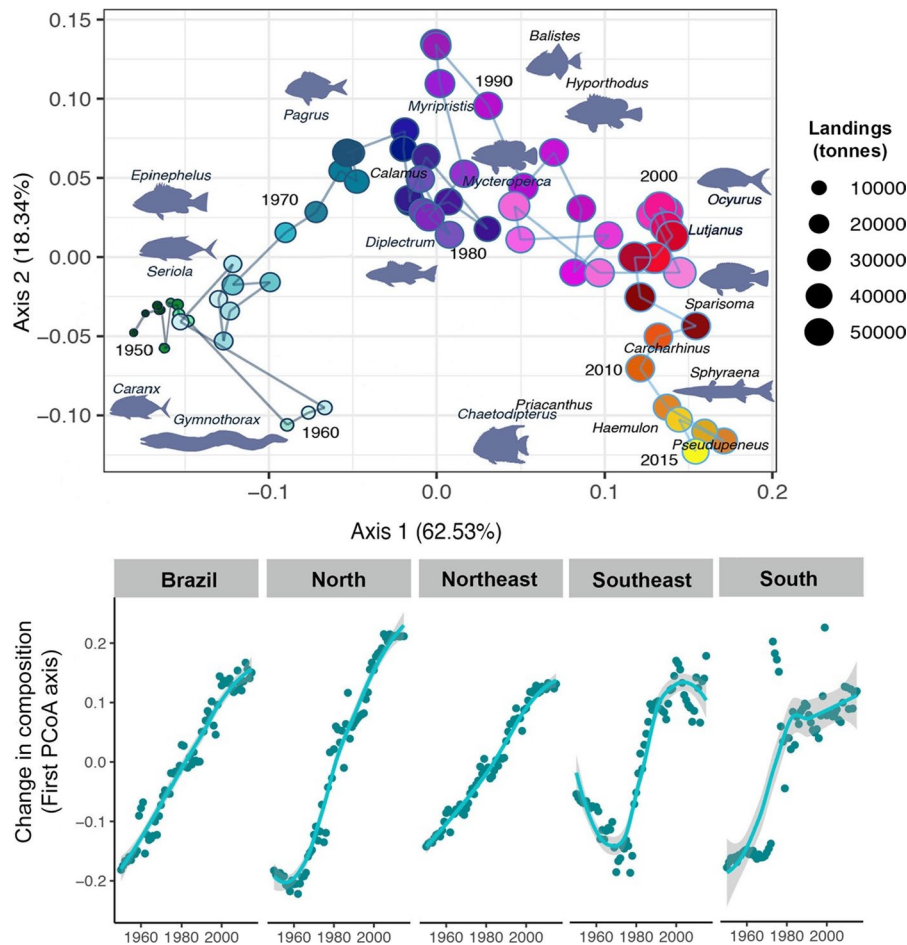 0.15
0.10
0.05
0.00
−0.05
−0.10
Axis 2 (18.34%)
Balistes
1990
Hyporthodus
Pagrus
Myripristis
Landings
(tonnes)
10000
20000
30000
40000
50000
Epinephelus
1970
Calamus
Mycteroperca
2000
Ocyurus
Lutjanus
Diplectrum
1980
Seriola
Sparisoma
1950
Carcharhinus
2010
Sphyraena
Caranx
Gymnothorax
1960
Chaetodipterus
Priacanthus
Haemulon
Pseudupeneus
2015
−0.1
0.0
0.1
0.2
Axis 1 (62.53%)
Brazil
North
Northeast
Southeast
South
Change in composition
(First PCoA axis)
0.2
0.1
0.0
−0.1
−0.2
1960 1980 2000
1960 1980 2000
1960 1980 2000
1960 1980 2000
1960 1980 2000